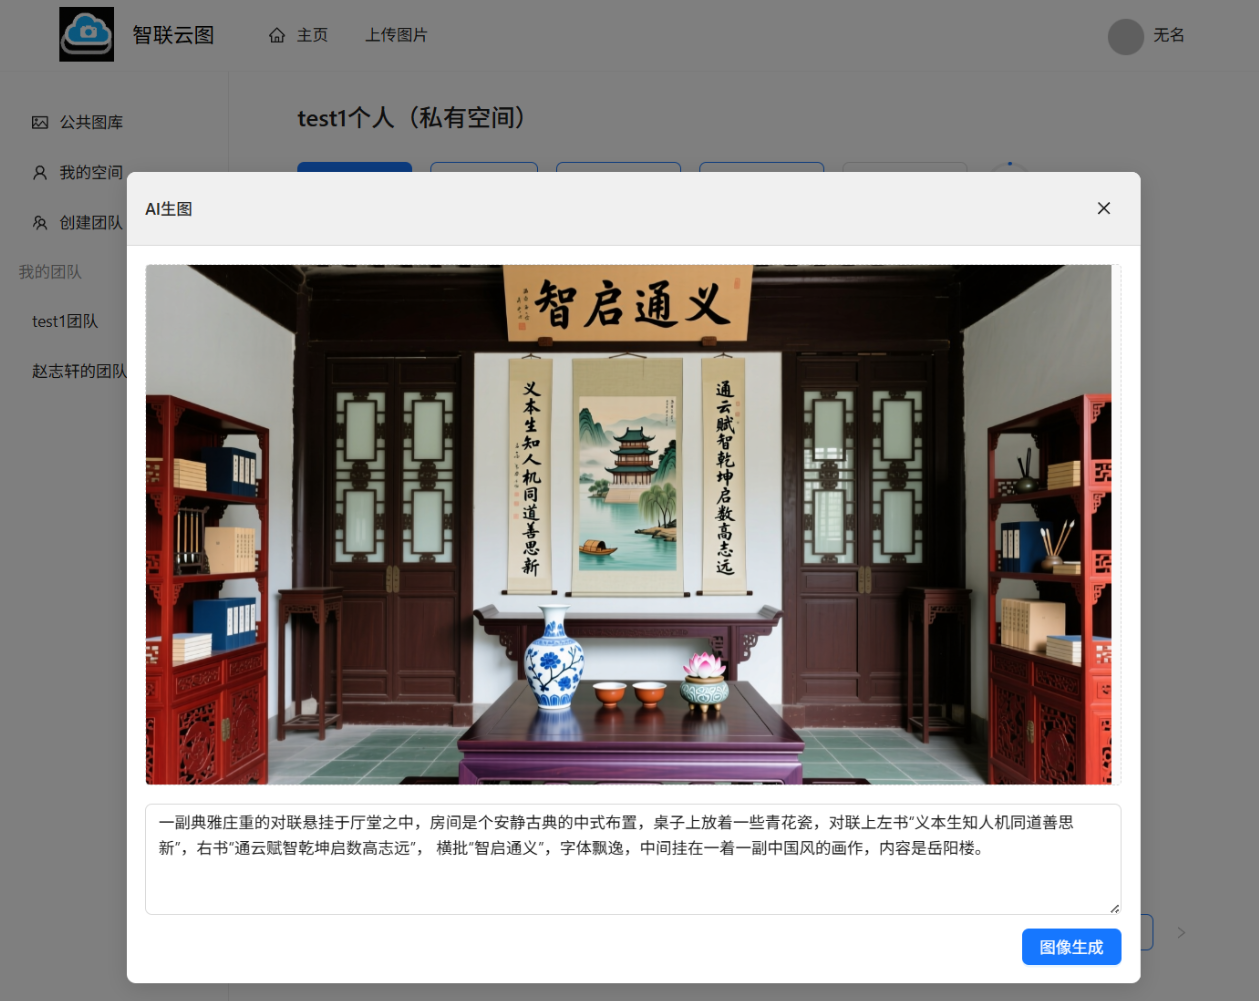 智联云图
主页
上传图片
无名
公共图库
我的空间
创建团队
我的团队
test1团队
赵志轩的团队
test1个人（私有空间）
AI生图
智启通义
义本生知人机同道善思新
通云赋智乾坤启数高志远
一副典雅庄重的对联悬挂于厅堂之中，房间是个安静古典的中式布置，桌子上放着一些青花瓷，对联上左书“义本生知人机同道善思
新”，右书“通云赋智乾坤启数高志远”， 横批“智启通义”，字体飘逸，中间挂在一着一副中国风的画作，内容是岳阳楼。
图像生成